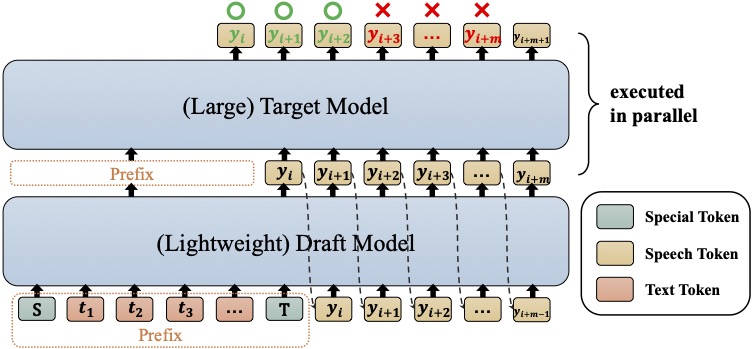 y_i y_{i+1} y_{i+2} y_{i+3} ... y_{i+m} y_{i+m+1}
(Large) Target Model
executed
in parallel
Prefix y_i y_{i+1} y_{i+2} y_{i+3} ... y_{i+m}
(Lightweight) Draft Model
S t_1 t_2 t_3 ... T y_i y_{i+1} y_{i+2} ... y_{i+m-1}
Prefix
Special Token
Speech Token
Text Token